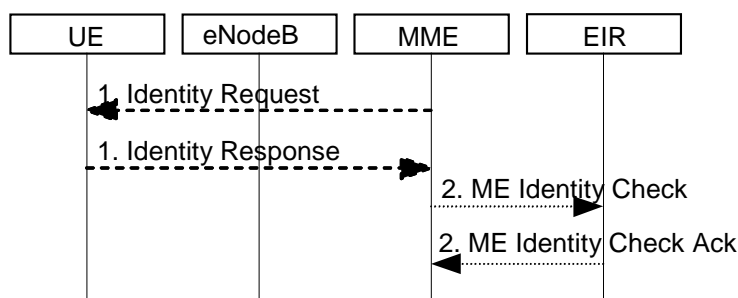 UE
eNodeB
MME
EIR
1. Identity Request
1. Identity Response
2. ME Identity Check
2. ME Identity Check Ack